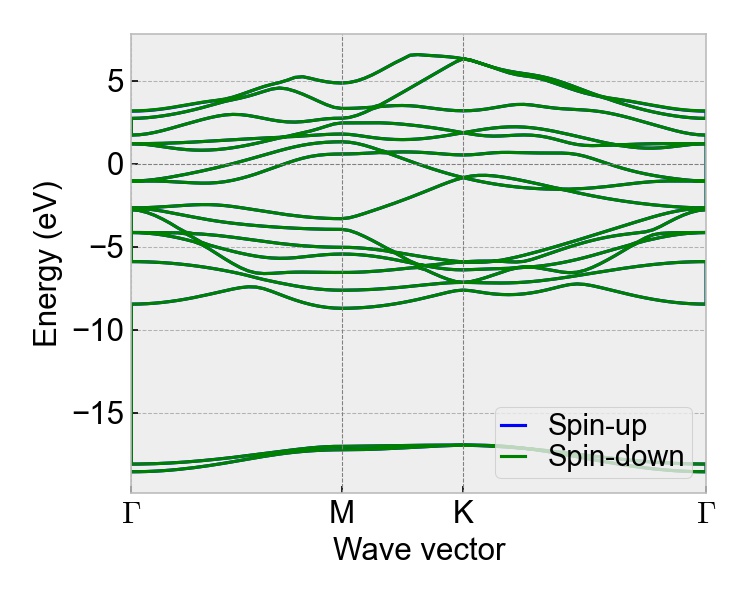 5
0
−5
−10
−15
Energy (eV)
Spin-up
Spin-down
Γ M K Γ
Wave vector